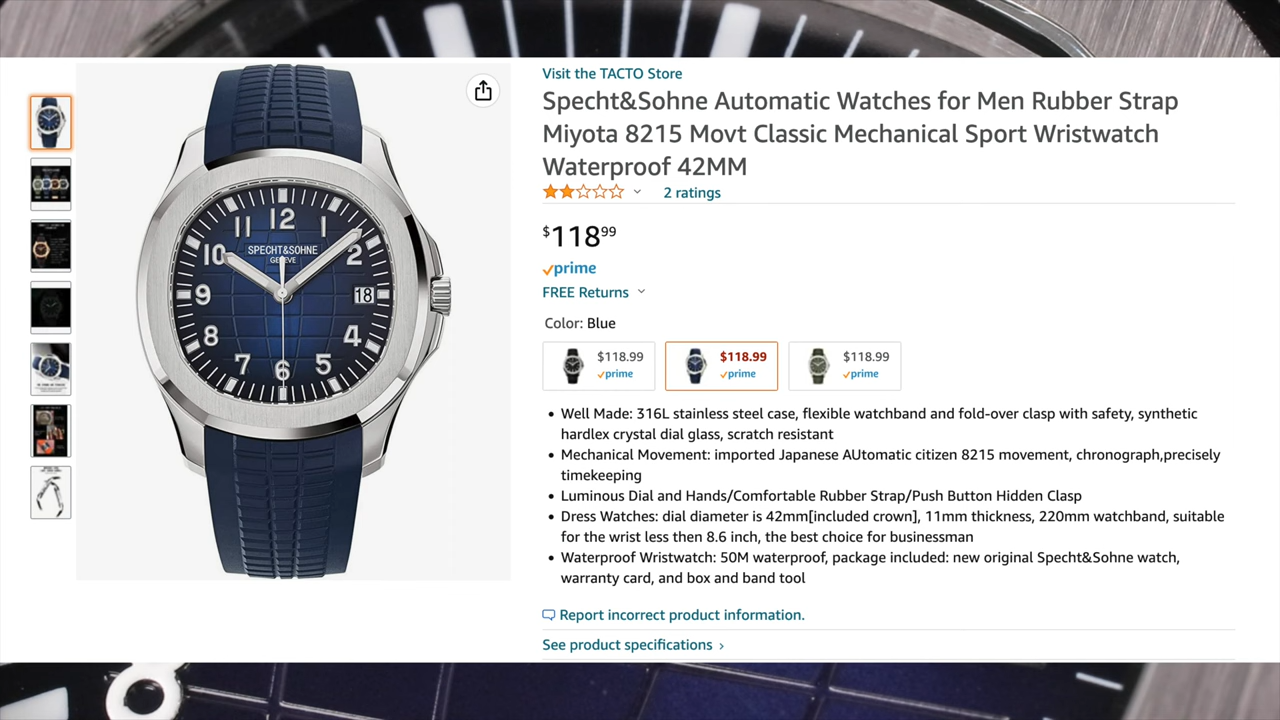 Visit the TACTO Store
Specht&Sohne Automatic Watches for Men Rubber Strap
Miyota 8215 Movt Classic Mechanical Sport Wristwatch
Waterproof 42MM
2 ratings
$118.99
prime
FREE Returns
Color: Blue
$118.99
prime
$118.99
prime
$118.99
prime
Well Made: 316L stainless steel case, flexible watchband and fold-over clasp with safety, synthetic
hardlex crystal dial glass, scratch resistant
Mechanical Movement: imported Japanese AUtomatic citizen 8215 movement, chronograph,precisely
timekeeping
Luminous Dial and Hands/Comfortable Rubber Strap/Push Button Hidden Clasp
Dress Watches: dial diameter is 42mm[included crown], 11mm thickness, 220mm watchband, suitable
for the wrist less then 8.6 inch, the best choice for businessman
Waterproof Wristwatch: 50M waterproof, package included: new original Specht&Sohne watch,
warranty card, and box and band tool
Report incorrect product information.
See product specifications ›
12
11 1
10 2
SPECHT&SOHNE
GENEVE
9 18
8 4
7 5
6